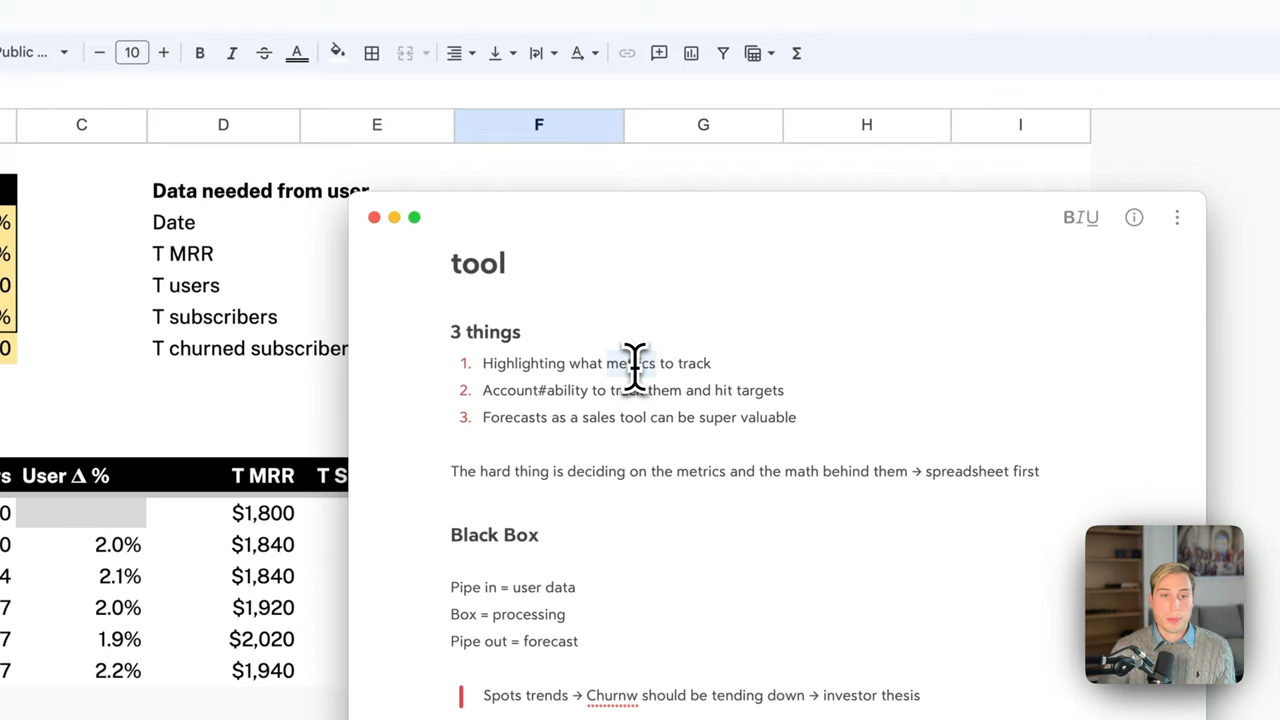 Public ...
10
B I A
C D E F G H I
%
Data needed from user
%
Date
%
T MRR
0
T users
%
T subscribers
0
T churned subscriber
BIU
tool
3 things
1. Highlighting what metrics to track
2. Account#ability to track them and hit targets
3. Forecasts as a sales tool can be super valuable
The hard thing is deciding on the metrics and the math behind them → spreadsheet first
Black Box
Pipe in = user data
Box = processing
Pipe out = forecast
Spots trends → Churnw should be tending down → investor thesis
s User Δ % T MRR T S
0 $1,800
0 2.0% $1,840
4 2.1% $1,840
7 2.0% $1,920
7 1.9% $2,020
7 2.2% $1,940